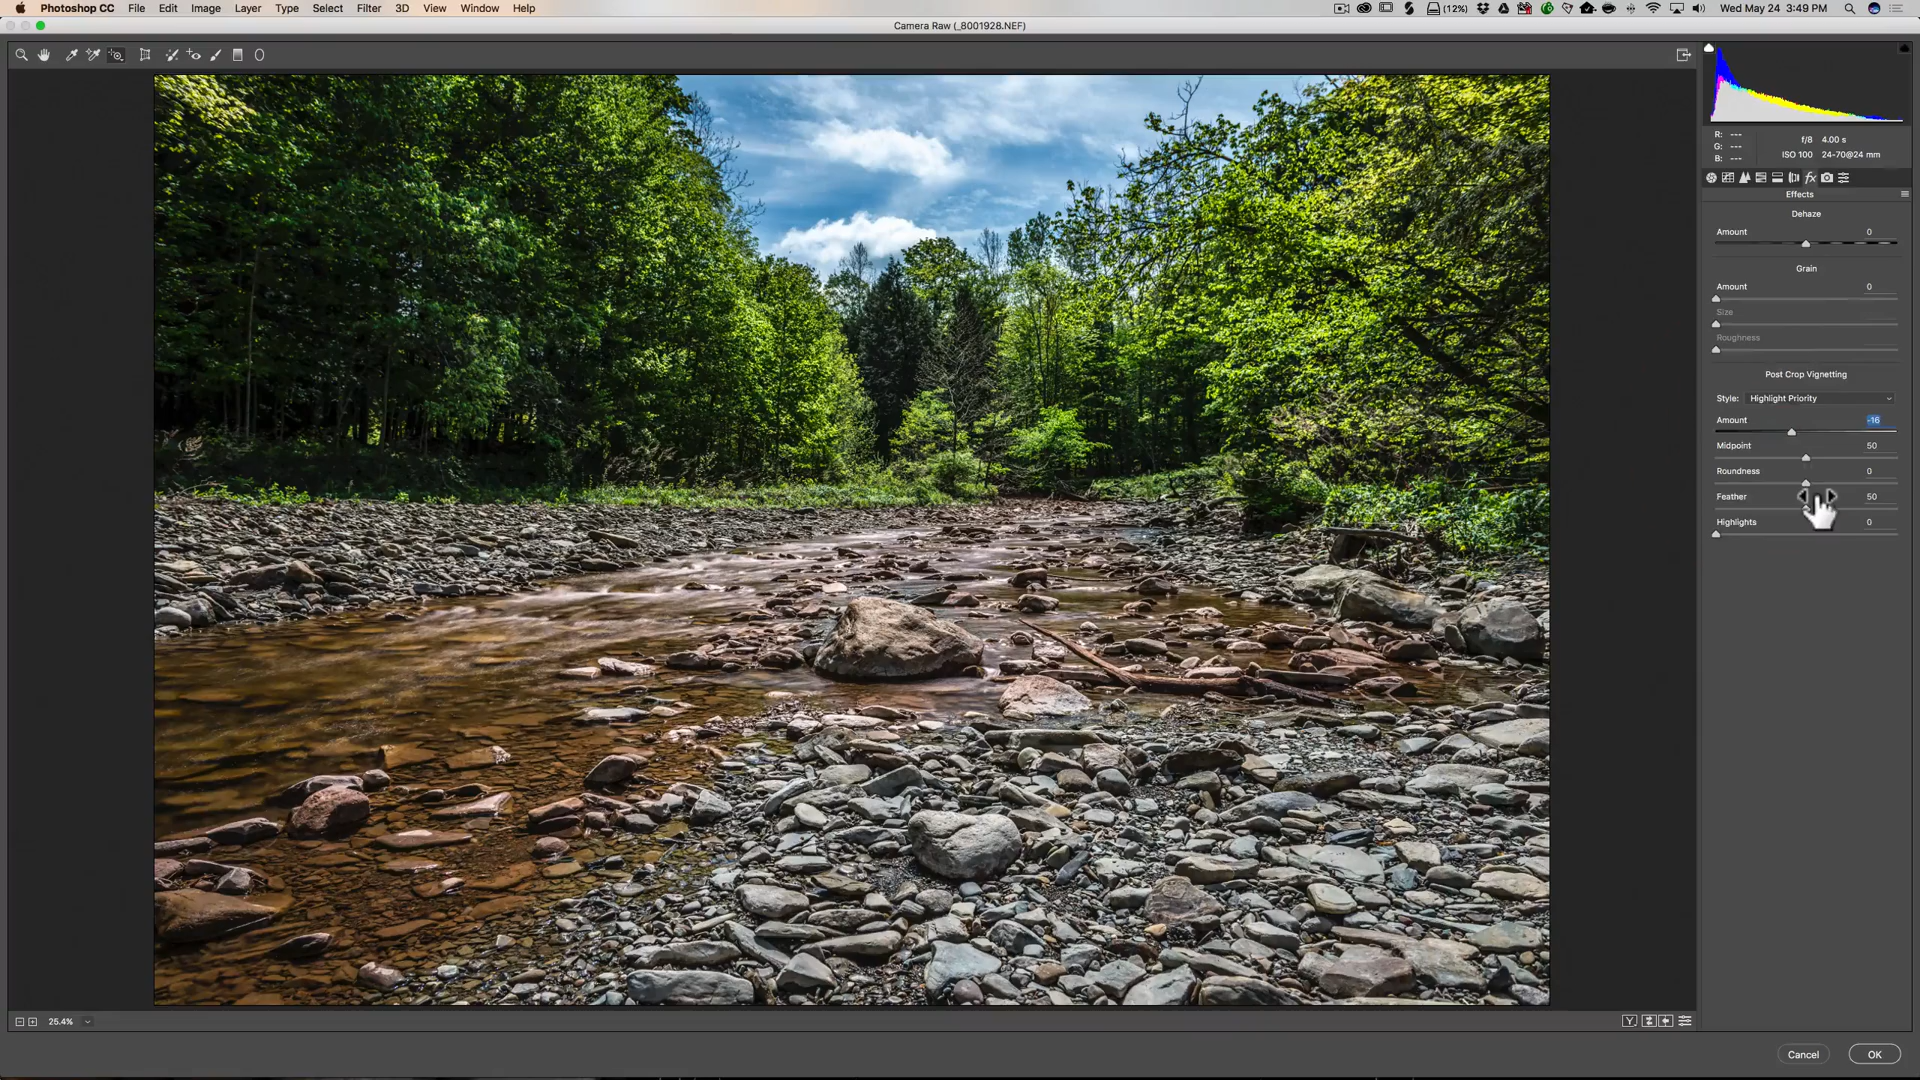 Photoshop CC File Edit Image Layer Type Select Filter 3D View Window Help (12%) Wed May 24 3:49 PM
Camera Raw (_8001928.NEF)
R: ---
G: ---
B: ---
f/8 4.00 s
ISO 100 24-70@24 mm
fx
Effects
Dehaze
Amount 0
Grain
Amount 0
Size
Roughness
Post Crop Vignetting
Style: Highlight Priority
Amount -16
Midpoint 50
Roundness 0
Feather 50
Highlights 0
25.4%
Y
Cancel OK